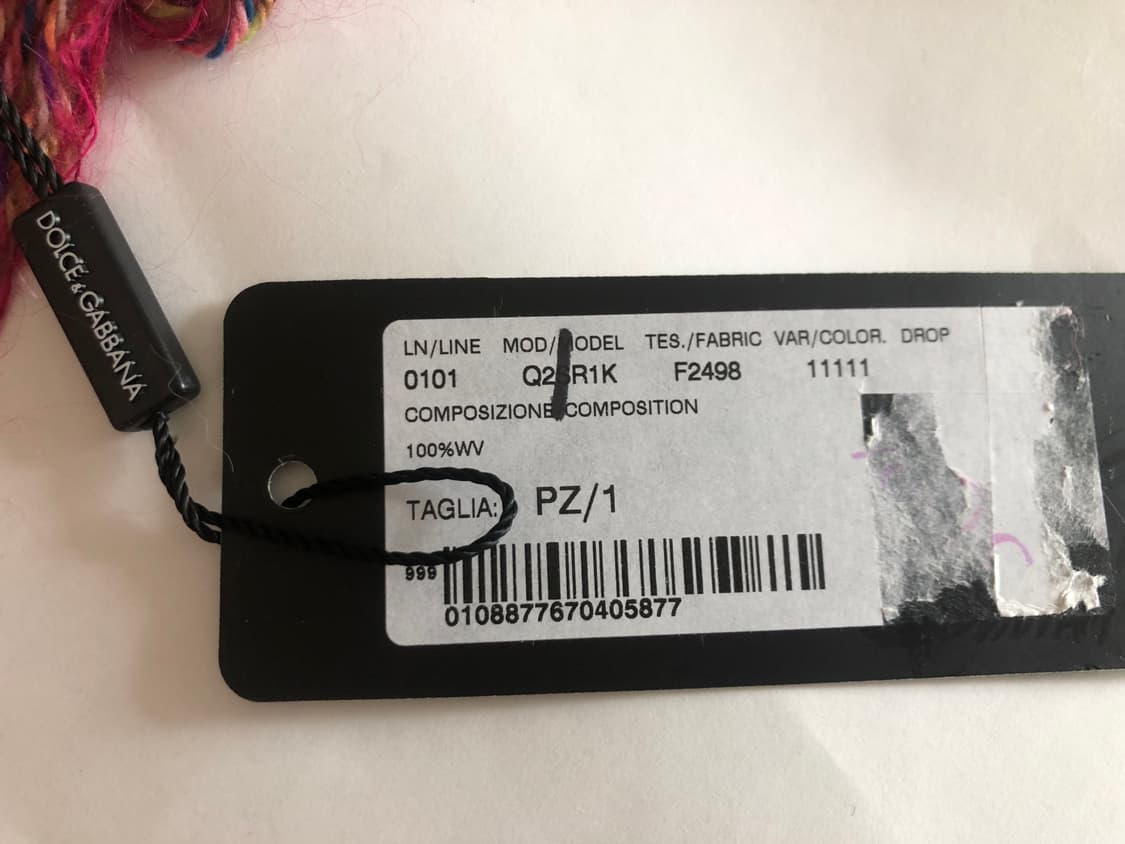 DOLCE & GABBANA
LN/LINE MOD/MODEL TES./FABRIC VAR/COLOR. DROP
0101 F2498 11111
COMPOSIZIONE/COMPOSITION
100%WV
TAGLIA: PZ/1
999
0108877670405877